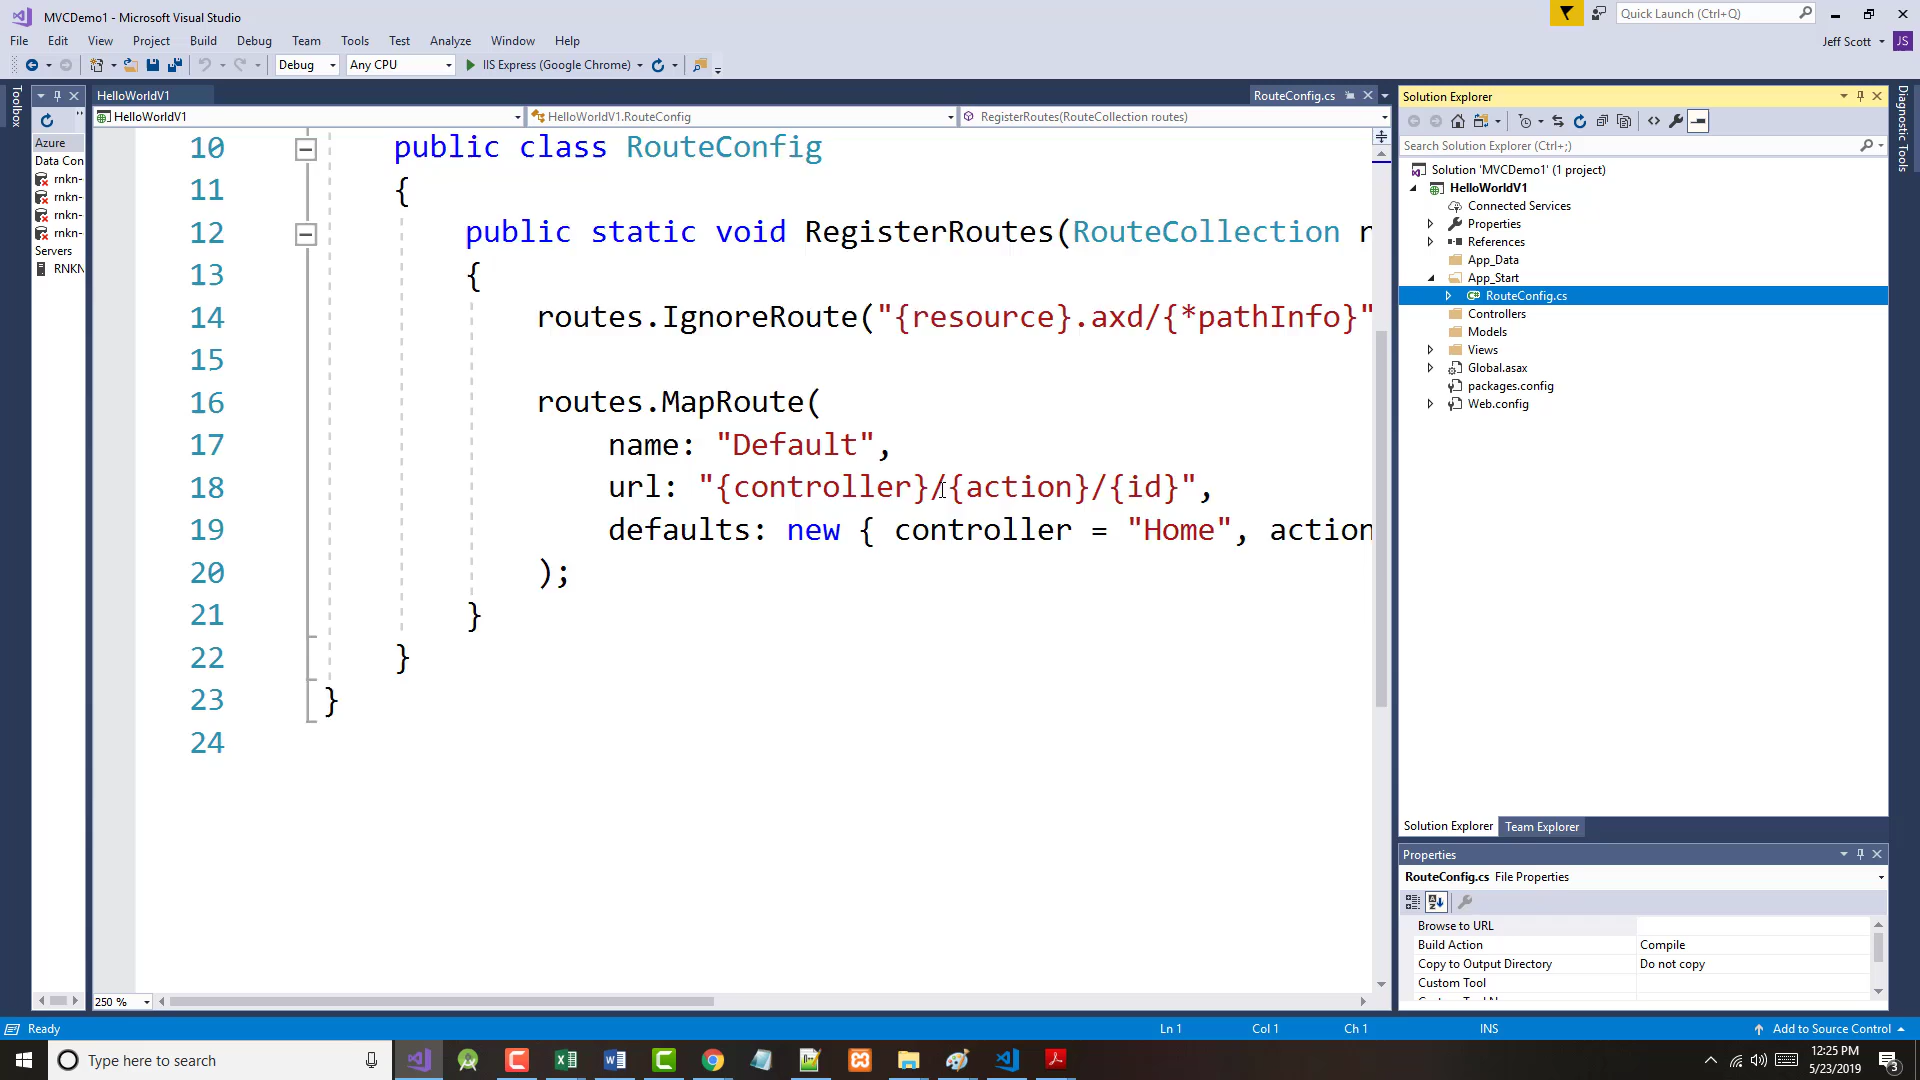 MVCDemo1 - Microsoft Visual Studio
Quick Launch (Ctrl+Q)
File Edit View Project Build Debug Team Tools Test Analyze Window Help
Jeff Scott JS
Debug Any CPU IIS Express (Google Chrome)
Toolbox
HelloWorldV1
RouteConfig.cs
HelloWorldV1
HelloWorldV1.RouteConfig
RegisterRoutes(RouteCollection routes)
Azure
Data Con
rnkn-
rnkn-
rnkn-
rnkn-
Servers
RNKN
10 public class RouteConfig
11 {
12 public static void RegisterRoutes(RouteCollection r
13 {
14 routes.IgnoreRoute("{resource}.axd/{*pathInfo}"
15
16 routes.MapRoute(
17 name: "Default",
18 url: "{controller}/{action}/{id}",
19 defaults: new { controller = "Home", action
20 );
21 }
22 }
23 }
24
250 %
Solution Explorer
Search Solution Explorer (Ctrl+;)
Solution 'MVCDemo1' (1 project)
HelloWorldV1
Connected Services
Properties
References
App_Data
App_Start
RouteConfig.cs
Controllers
Models
Views
Global.asax
packages.config
Web.config
Solution Explorer Team Explorer
Properties
RouteConfig.cs File Properties
Browse to URL
Build Action Compile
Copy to Output Directory Do not copy
Custom Tool
Diagnostic Tools
Ready Ln 1 Col 1 Ch 1 INS Add to Source Control
Type here to search
12:25 PM
5/23/2019
3